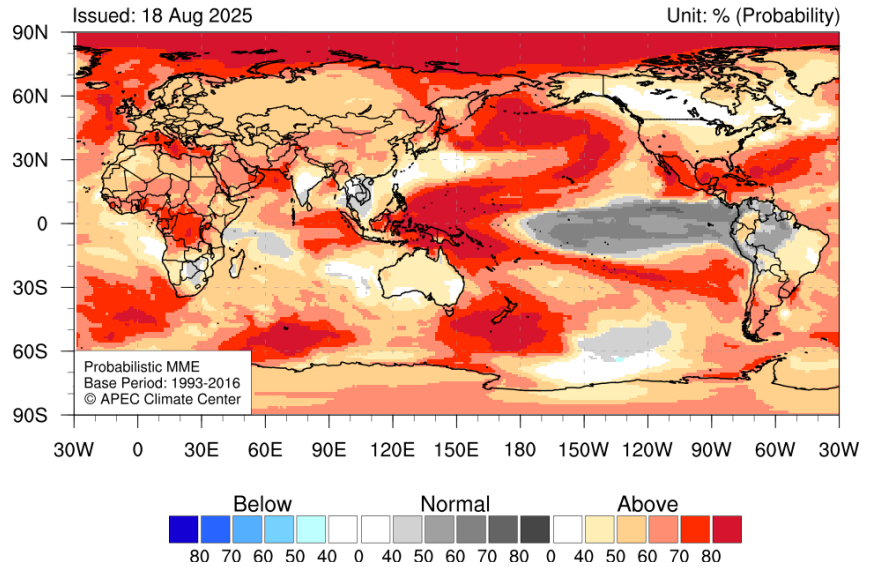 Issued: 18 Aug 2025
Unit: % (Probability)
90N
60N
30N
0
30S
60S
90S
Probabilistic MME
Base Period: 1993-2016
© APEC Climate Center
30W 0 30E 60E 90E 120E 150E 180 150W 120W 90W 60W 30W
Below Normal Above
80 70 60 50 40 0 40 50 60 70 80 0 40 50 60 70 80